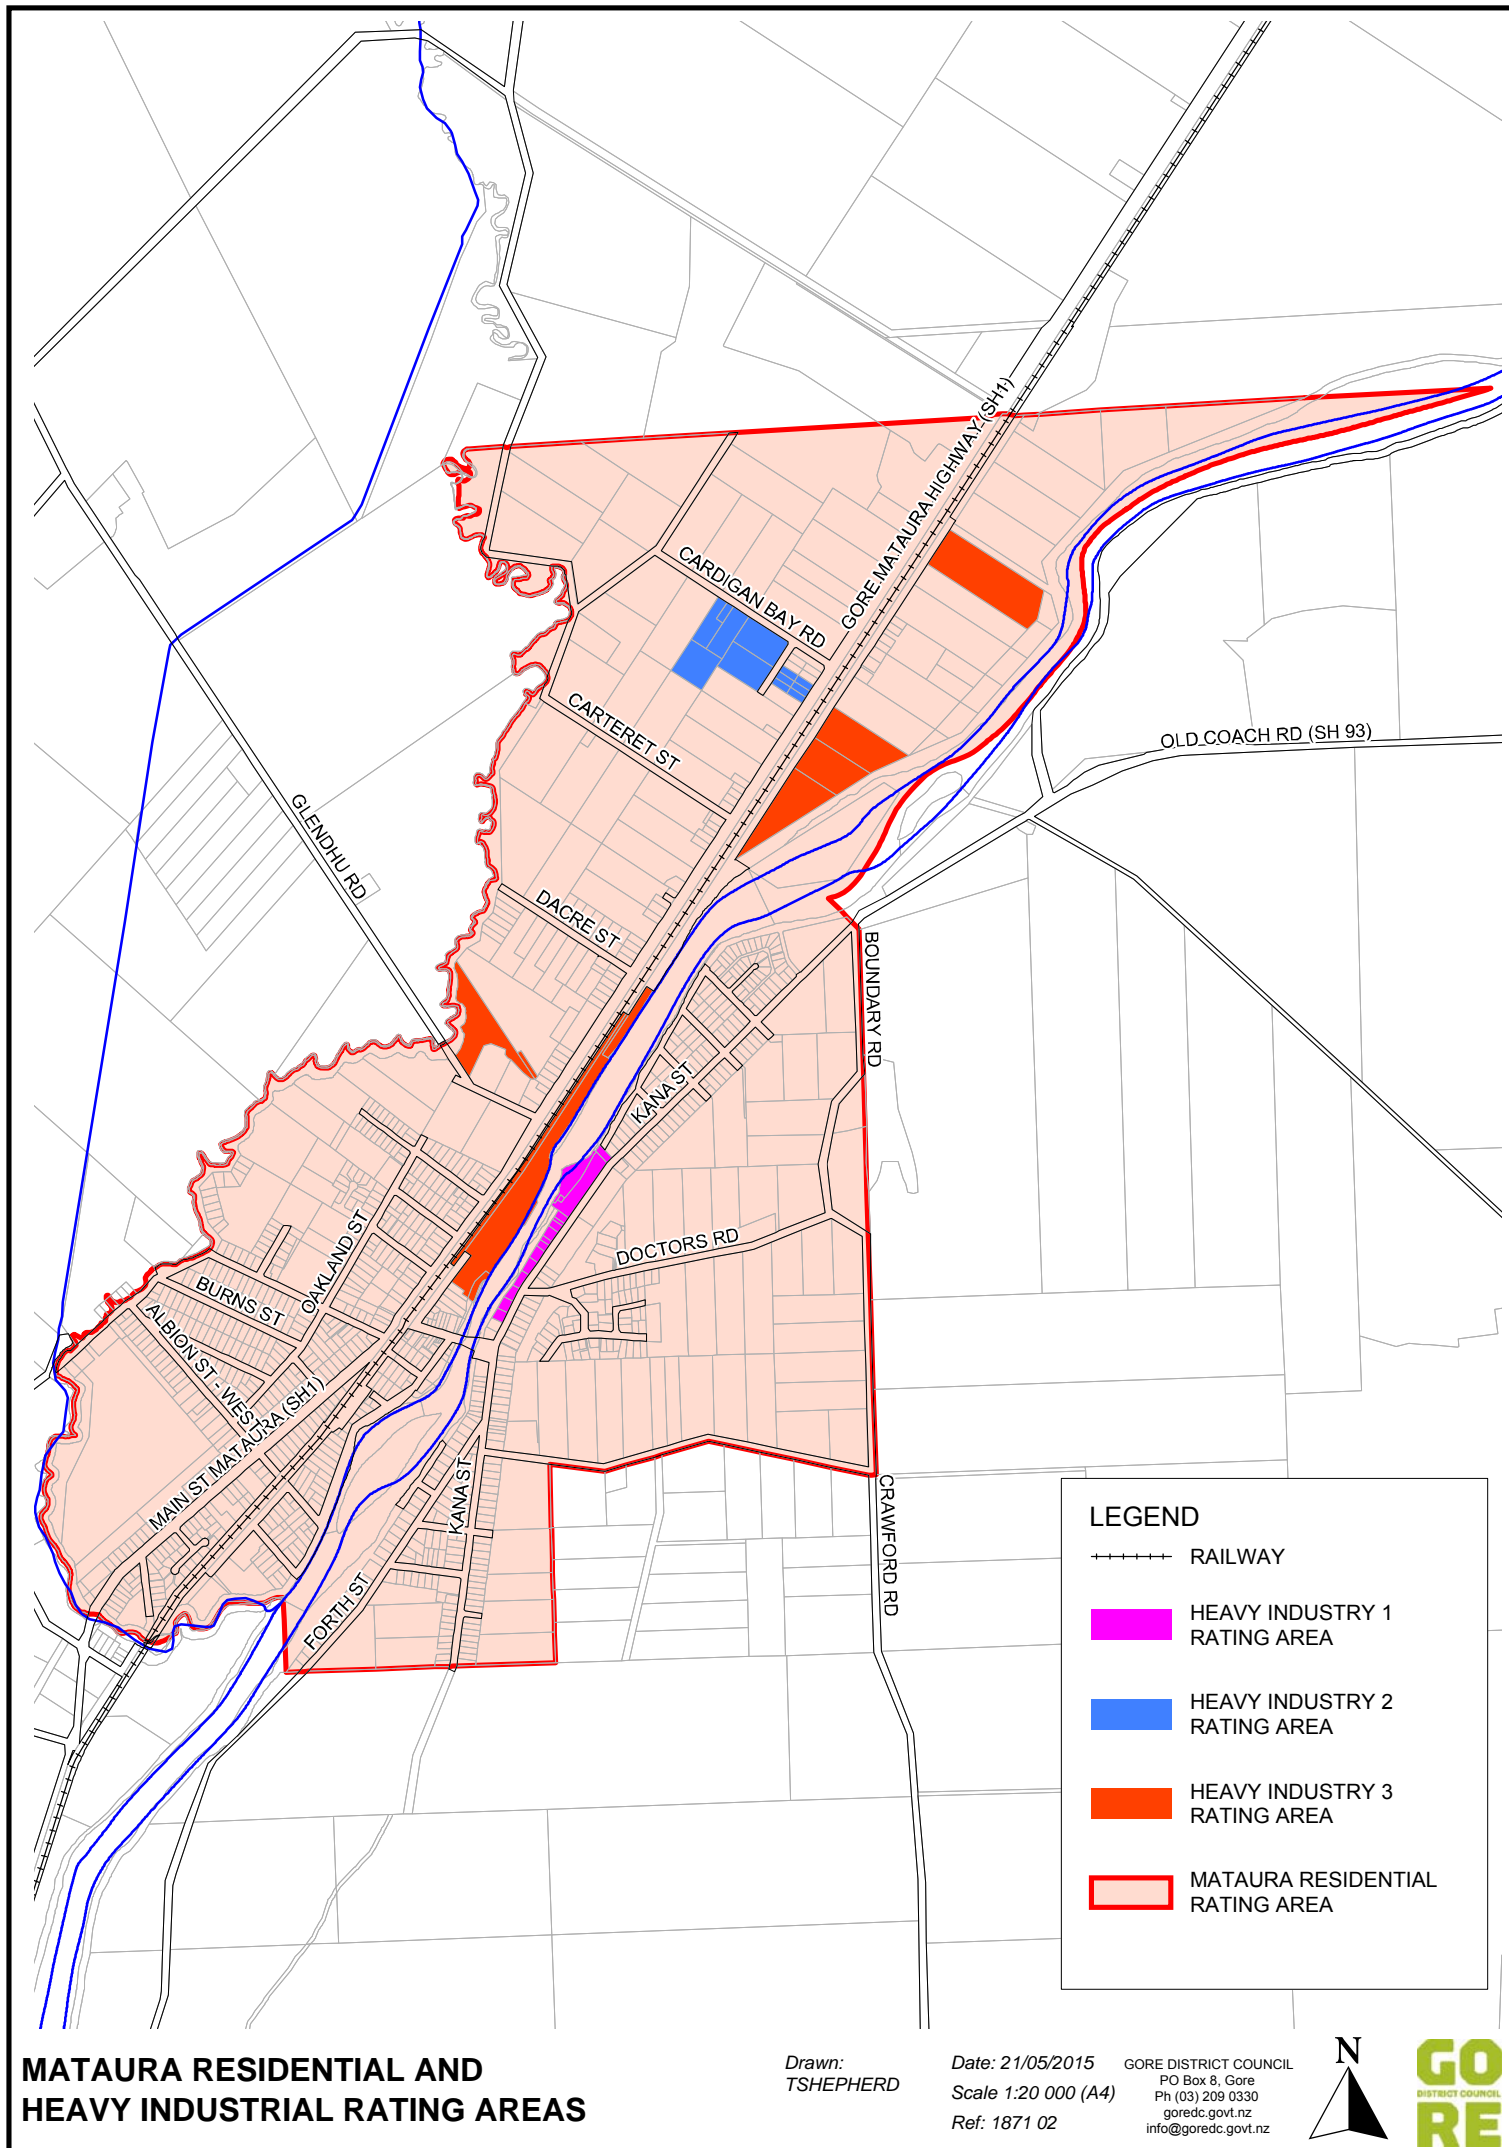 GORE-MATAURA HIGHWAY (SH1)
CARDIGAN BAY RD
CARTERET ST
OLD COACH RD (SH 93)
GLENDHU RD
DACRE ST
BOUNDARY RD
KANA ST
DOCTORS RD
OAKLAND ST
BURNS ST
ALBION ST - WEST
MAIN ST MATAURA (SH1)
KANA ST
FORTH ST
CRAWFORD RD
LEGEND
RAILWAY
HEAVY INDUSTRY 1
RATING AREA
HEAVY INDUSTRY 2
RATING AREA
HEAVY INDUSTRY 3
RATING AREA
MATAURA RESIDENTIAL
RATING AREA
MATAURA RESIDENTIAL AND
HEAVY INDUSTRIAL RATING AREAS
Drawn:
TSHEPHERD
Date: 21/05/2015
Scale 1:20 000 (A4)
Ref: 1871 02
GORE DISTRICT COUNCIL
PO Box 8, Gore
Ph (03) 209 0330
goredc.govt.nz
info@goredc.govt.nz
N
GO
DISTRICT COUNCIL
RE